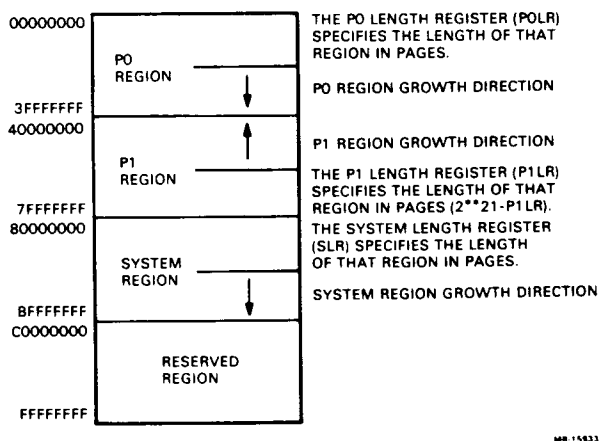 00000000
THE P0 LENGTH REGISTER (P0LR)
SPECIFIES THE LENGTH OF THAT
REGION IN PAGES.
P0
REGION
P0 REGION GROWTH DIRECTION
3FFFFFFF
40000000
P1 REGION GROWTH DIRECTION
P1
REGION
THE P1 LENGTH REGISTER (P1LR)
SPECIFIES THE LENGTH OF THAT
REGION IN PAGES (2**21-P1LR).
7FFFFFFF
80000000
THE SYSTEM LENGTH REGISTER
(SLR) SPECIFIES THE LENGTH
OF THAT REGION IN PAGES.
SYSTEM
REGION
SYSTEM REGION GROWTH DIRECTION
BFFFFFFF
C0000000
RESERVED
REGION
FFFFFFFF
MR-15833